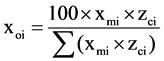 x_oi = 100 × x_mi × z_ci / ∑(x_mi × z_ci)